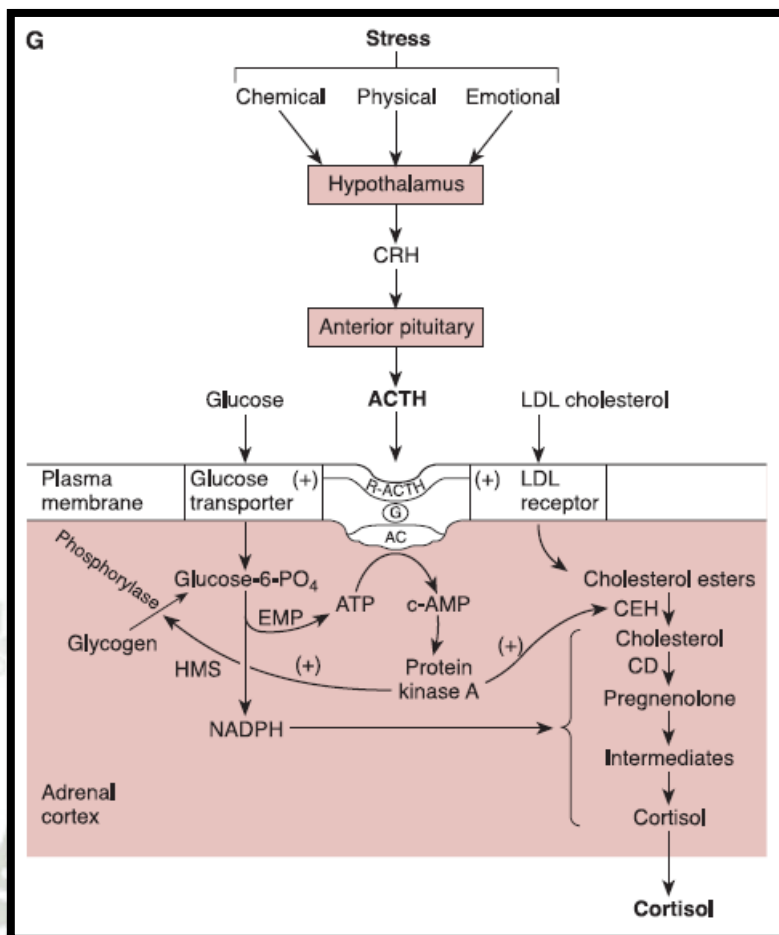 G
Stress
Chemical Physical Emotional
Hypothalamus
CRH
Anterior pituitary
Glucose ACTH LDL cholesterol
Plasma membrane
Glucose transporter
(+)
R-ACTH
G
AC
(+)
LDL receptor
Phosphorylase
Glucose-6-PO₄
EMP
ATP
c-AMP
Glycogen
HMS
(+)
Protein kinase A
(+)
NADPH
Cholesterol esters
CEH
Cholesterol
CD
Pregnenolone
Intermediates
Cortisol
Adrenal cortex
Cortisol